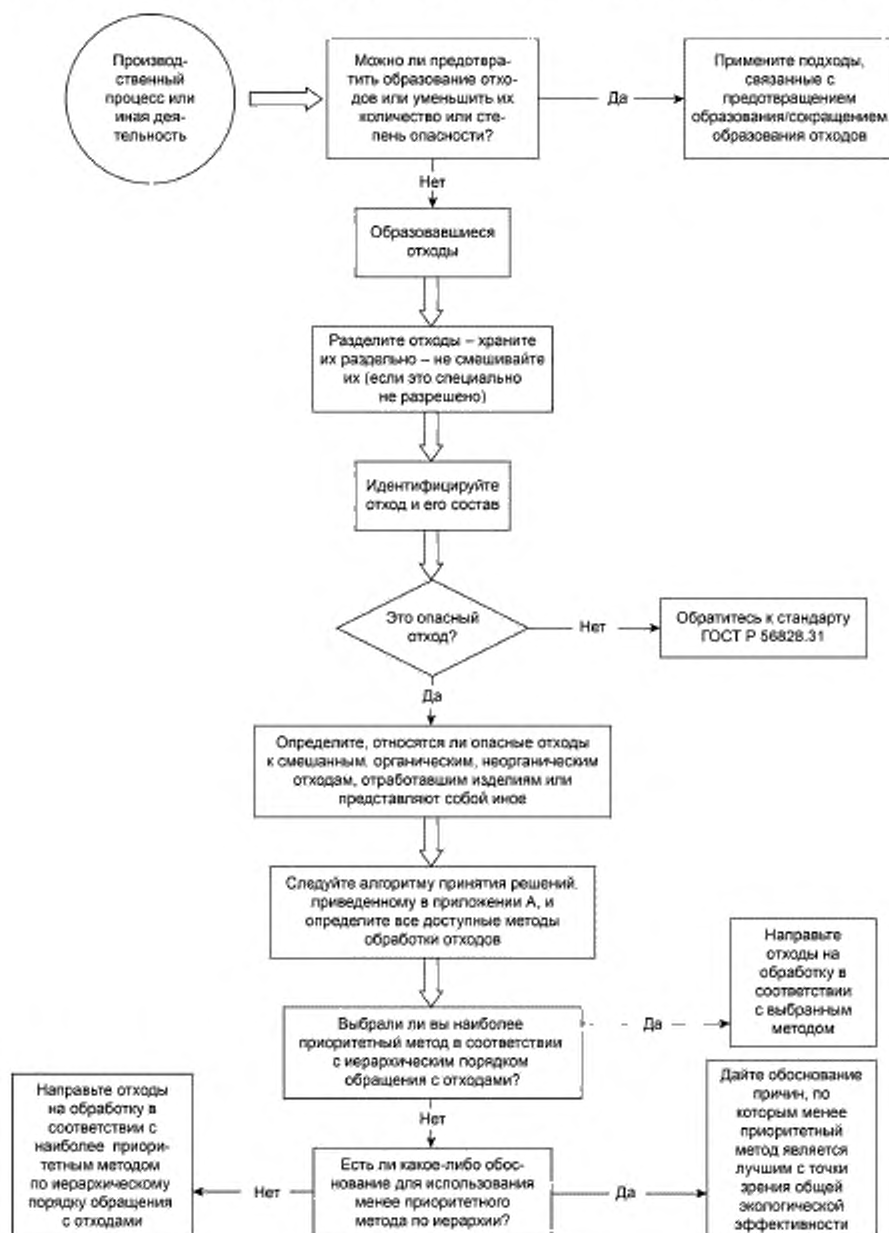 Производ-
ственный
процесс или
иная дея-
тельность
Можно ли предотвра-
тить образование отхо-
дов или уменьшить их
количество или сте-
пень опасности?
Да
Примените подходы,
связанные с
предотвращением
образования/сокращением
образования отходов
Нет
Образовавшиеся
отходы
Разделите отходы – храните
их раздельно – не смешивайте
их (если это специально
не разрешено)
Идентифицируйте
отход и его состав
Это опасный
отход?
Нет
Обратитесь к стандарту
ГОСТ Р 56828.31
Да
Определите, относятся ли опасные отходы
к смешанным, органическим, неорганическим
отходам, отработавшим изделиям или
представляют собой иное
Следуйте алгоритму принятия решений,
приведенному в приложении А, и
определите все доступные методы
обработки отходов
Выбрали ли вы наиболее
приоритетный метод в соответствии
с иерархическим порядком
обращения с отходами?
Да
Направьте
отходы на
обработку в
соответствии
с выбранным
методом
Нет
Есть ли какое-либо обос-
нование для использования
менее приоритетного
метода по иерархии?
Нет
Направьте отходы
на обработку в
соответствии с
наиболее приори-
тетным методом
по иерархическому
порядку обращения
с отходами
Да
Дайте обоснование
причин, по
которым менее
приоритетный
метод является
лучшим с точки
зрения общей
экологической
эффективности